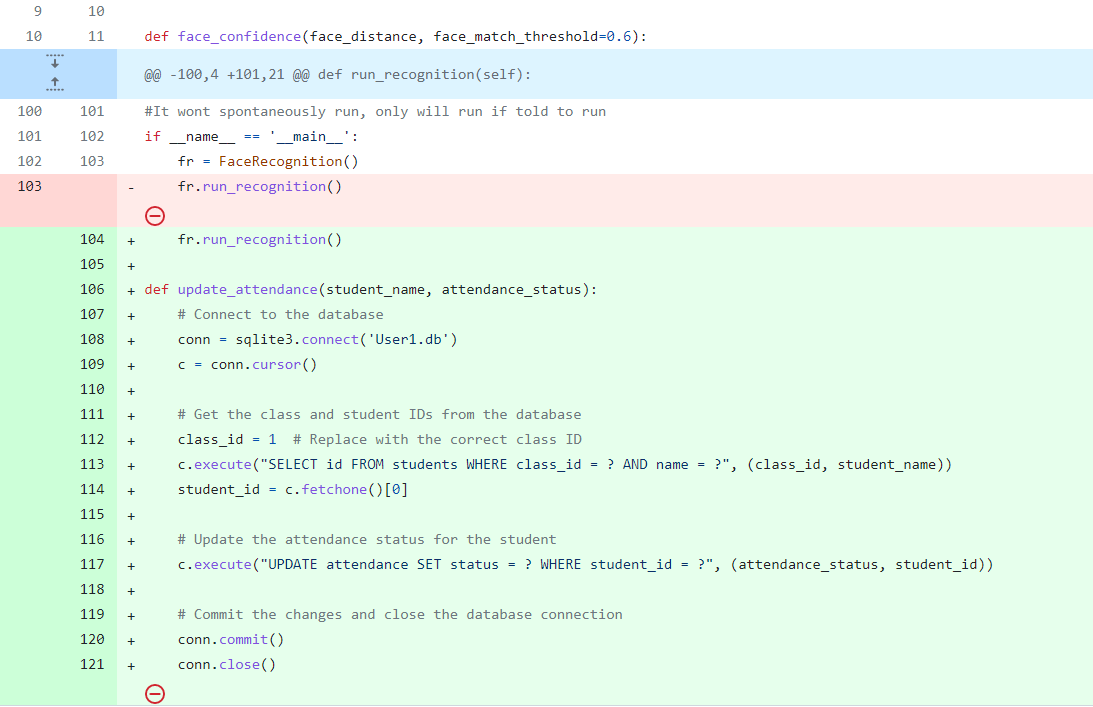 9 10
10 11 def face_confidence(face_distance, face_match_threshold=0.6):
@@ -100,4 +101,21 @@ def run_recognition(self):
100 101 #It wont spontaneously run, only will run if told to run
101 102 if __name__ == '__main__':
102 103     fr = FaceRecognition()
103 -     fr.run_recognition()
104 +     fr.run_recognition()
105 +
106 + def update_attendance(student_name, attendance_status):
107 +     # Connect to the database
108 +     conn = sqlite3.connect('User1.db')
109 +     c = conn.cursor()
110 +
111 +     # Get the class and student IDs from the database
112 +     class_id = 1  # Replace with the correct class ID
113 +     c.execute("SELECT id FROM students WHERE class_id = ? AND name = ?", (class_id, student_name))
114 +     student_id = c.fetchone()[0]
115 +
116 +     # Update the attendance status for the student
117 +     c.execute("UPDATE attendance SET status = ? WHERE student_id = ?", (attendance_status, student_id))
118 +
119 +     # Commit the changes and close the database connection
120 +     conn.commit()
121 +     conn.close()